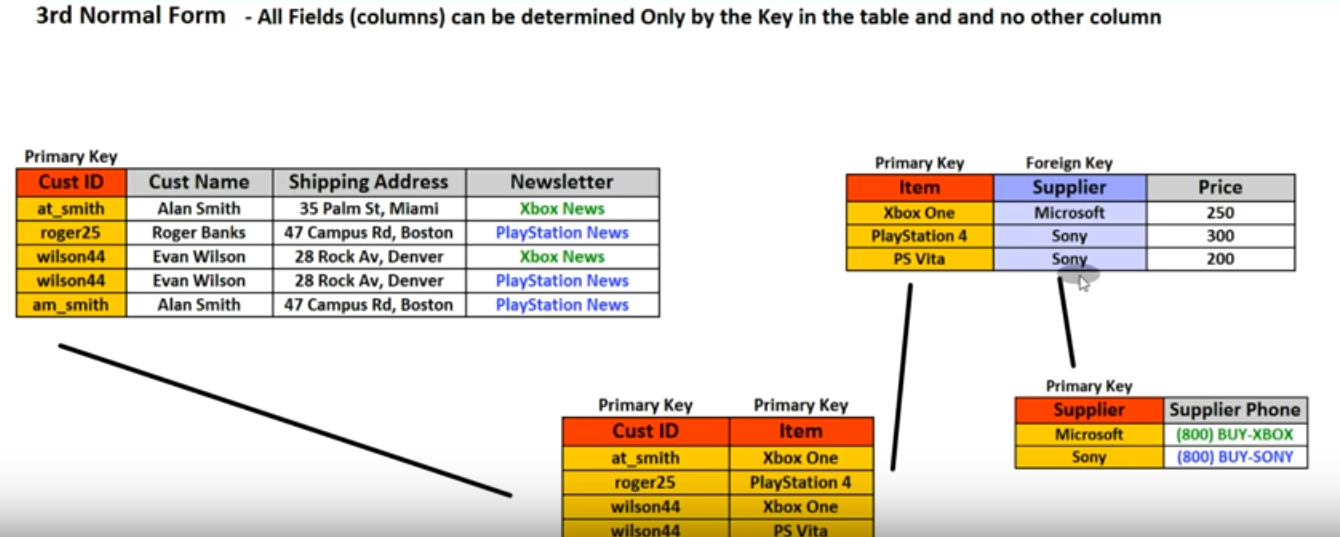 3rd Normal Form - All Fields (columns) can be determined Only by the Key in the table and and no other column
Primary Key
Cust ID Cust Name Shipping Address Newsletter
at_smith Alan Smith 35 Palm St, Miami Xbox News
roger25 Roger Banks 47 Campus Rd, Boston PlayStation News
wilson44 Evan Wilson 28 Rock Av, Denver Xbox News
wilson44 Evan Wilson 28 Rock Av, Denver PlayStation News
am_smith Alan Smith 47 Campus Rd, Boston PlayStation News
Primary Key Foreign Key
Item Supplier Price
Xbox One Microsoft 250
PlayStation 4 Sony 300
PS Vita Sony 200
Primary Key Primary Key
Cust ID Item
at_smith Xbox One
roger25 PlayStation 4
wilson44 Xbox One
wilson44 PS Vita
Primary Key
Supplier Supplier Phone
Microsoft (800) BUY-XBOX
Sony (800) BUY-SONY